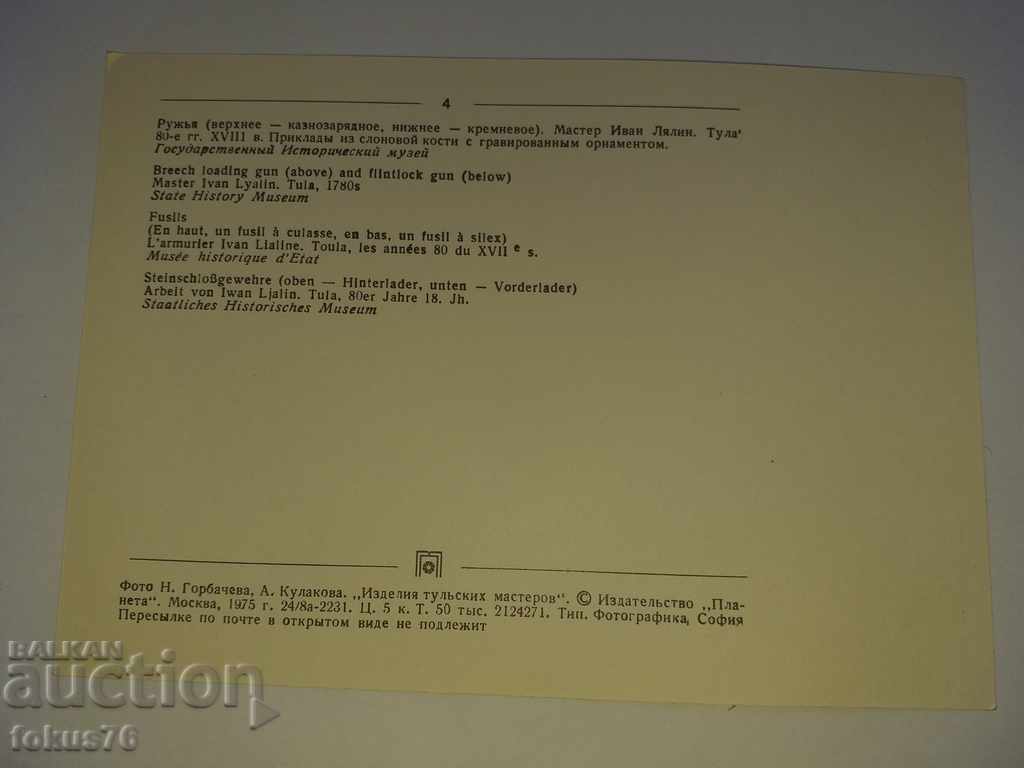 4
Ружья (верхнее — казнозарядное, нижнее — кремневое). Мастер Иван Лялин. Тула'
80-е гг. XVIII в. Приклады из слоновой кости с гравированным орнаментом.
Государственный Исторический музей
Breech loading gun (above) and flintlock gun (below)
Master Ivan Lyalin. Tula, 1780s
State History Museum
Fusils
(En haut, un fusil à culasse, en bas, un fusil à silex)
L'armurier Ivan Lialine. Toula, les années 80 du XVII e s.
Musée historique d'Etat
Steinschloßgewehre (oben — Hinterlader, unten — Vorderlader)
Arbeit von Iwan Ljalin. Tula, 80er Jahre 18. Jh.
Staatliches Historisches Museum
Фото Н. Горбачева, А. Кулакова. „Изделия тульских мастеров“. © Издательство „Пла-
нета“. Москва, 1975 г. 24/8а-2231. Ц. 5 к. Т. 50 тыс. 2124271. Тип. Фотографика, София
Пересылке по почте в открытом виде не подлежит
BALKAN
auction
fokus76